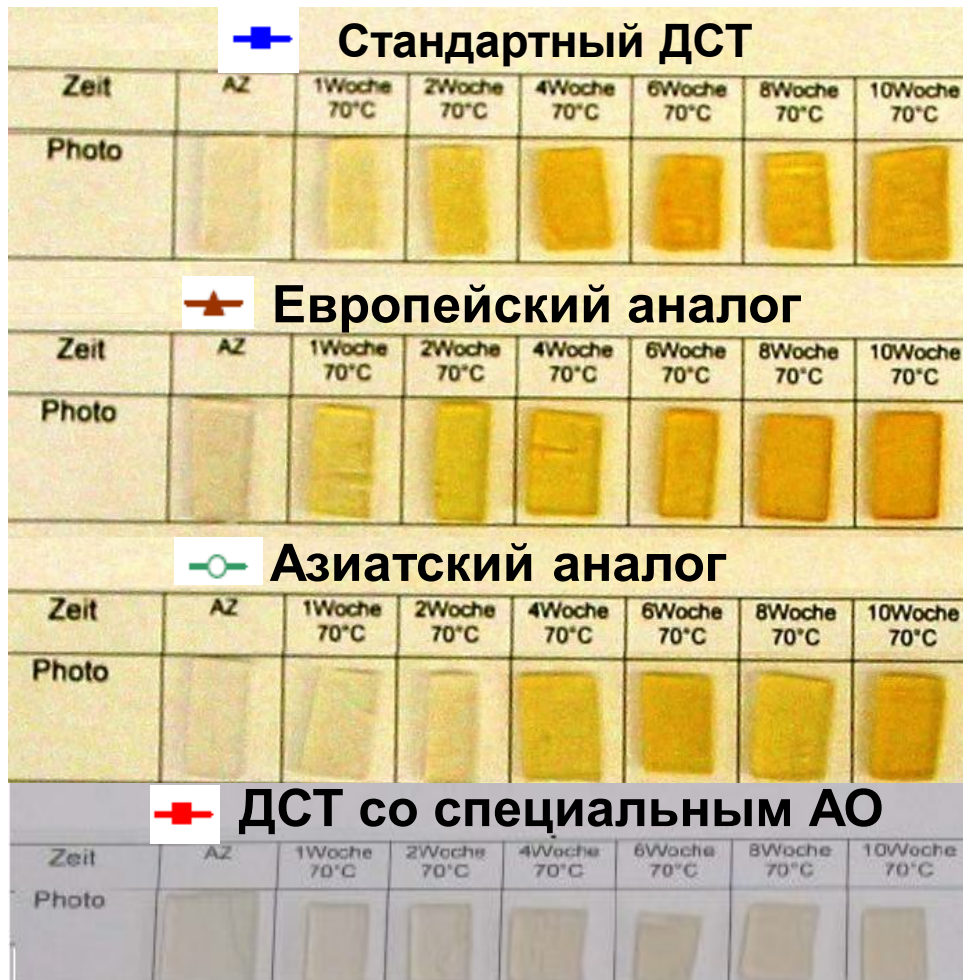 Стандартный ДСТ
Zeit AZ 1Woche 2Woche 4Woche 6Woche 8Woche 10Woche
70°C 70°C 70°C 70°C 70°C 70°C
Photo
Европейский аналог
Zeit AZ 1Woche 2Woche 4Woche 6Woche 8Woche 10Woche
70°C 70°C 70°C 70°C 70°C 70°C
Photo
Азиатский аналог
Zeit AZ 1Woche 2Woche 4Woche 6Woche 8Woche 10Woche
70°C 70°C 70°C 70°C 70°C 70°C
Photo
ДСТ со специальным АО
Zeit AZ 1Woche 2Woche 4Woche 6Woche 8Woche 10Woche
70°C 70°C 70°C 70°C 70°C 70°C
Photo